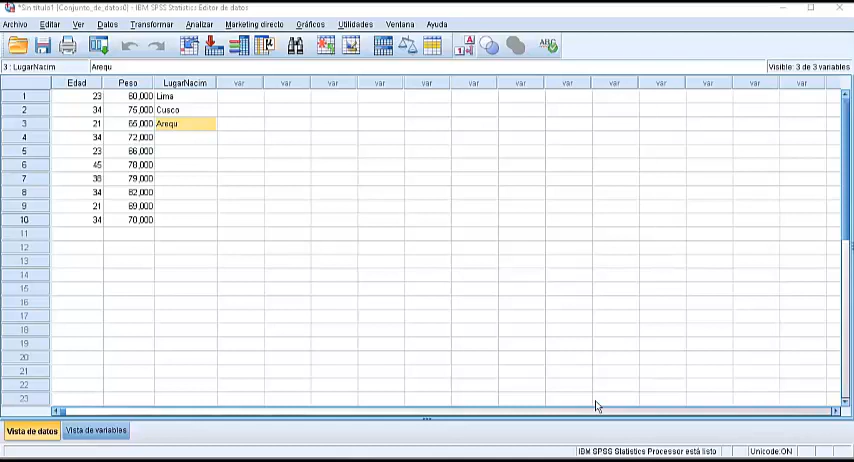 *Sin título1 [Conjunto_de_datos0] - IBM SPSS Statistics Editor de datos
Archivo Editar Ver Datos Transformar Analizar Marketing directo Gráficos Utilidades Ventana Ayuda
3 : LugarNacim Arequ Visible: 3 de 3 variables
Edad Peso LugarNacim var var var var var var var var var var var var var
1 23 60,000 Lima
2 34 75,000 Cusco
3 21 65,000 Arequ
4 34 72,000
5 23 66,000
6 45 78,000
7 38 79,000
8 34 82,000
9 21 69,000
10 34 70,000
11
12
13
14
15
16
17
18
19
20
21
22
23
Vista de datos Vista de variables
IBM SPSS Statistics Processor está listo Unicode:ON